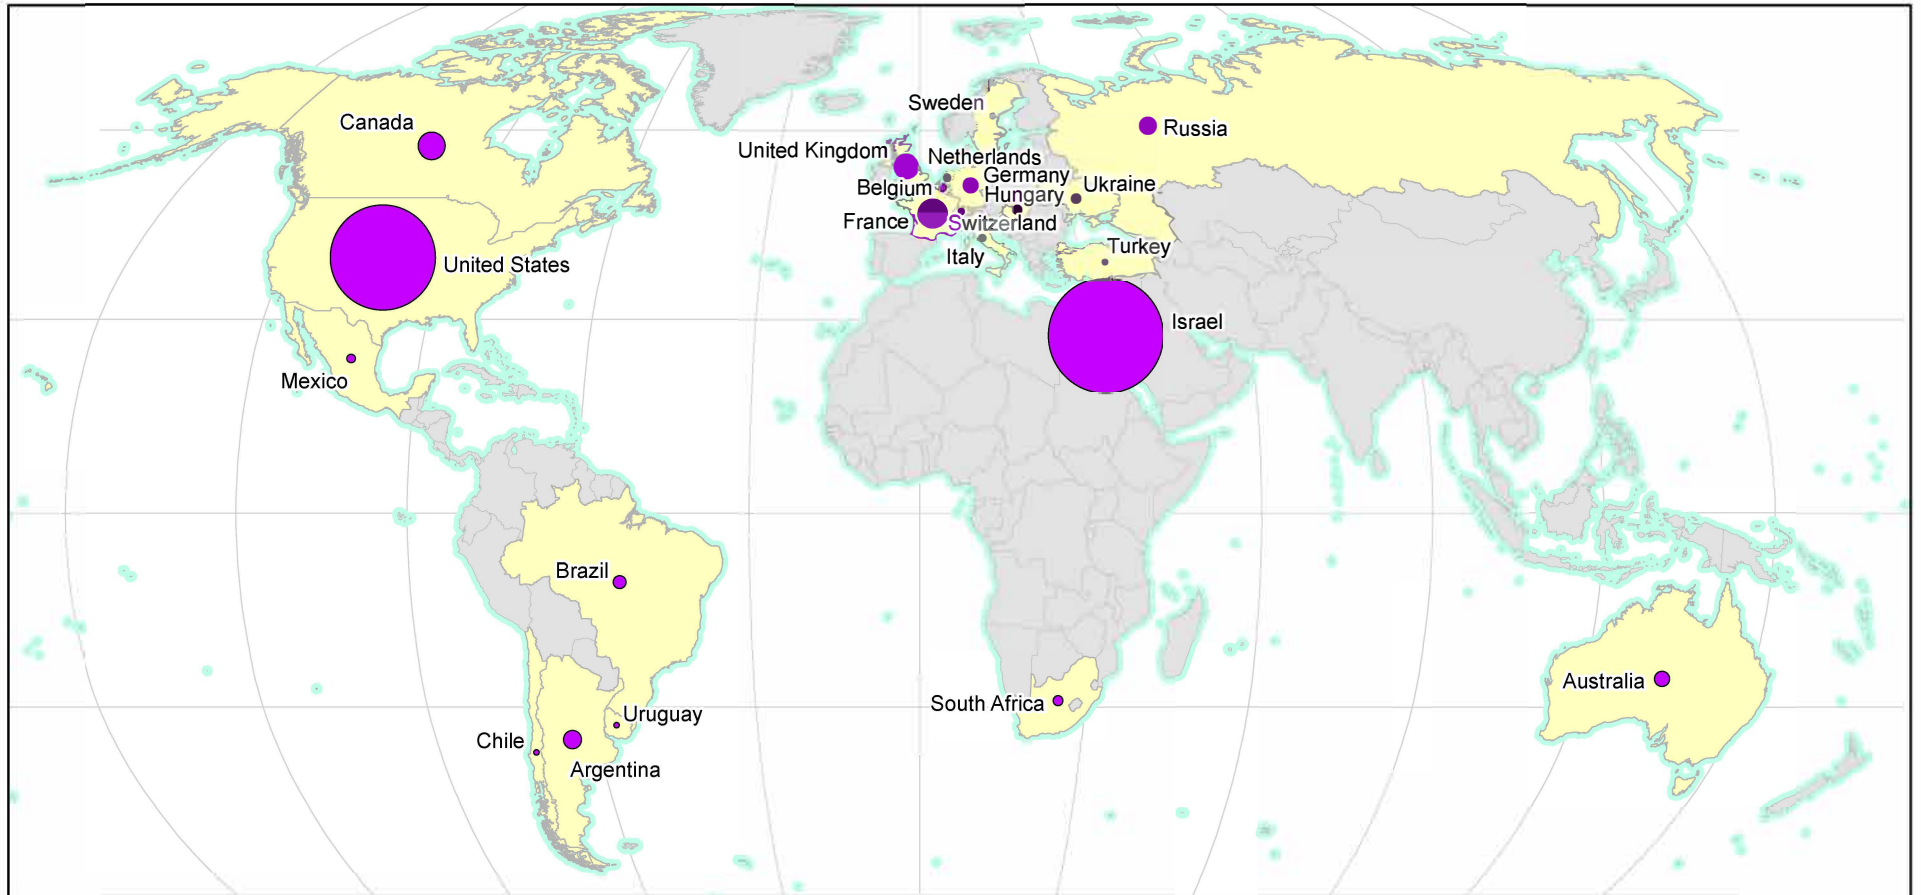 Sweden
Canada
Russia
United Kingdom
Netherlands
Germany
Belgium
Ukraine
Hungary
France
Switzerland
Turkey
Italy
United States
Israel
Mexico
Brazil
Australia
South Africa
Uruguay
Chile
Argentina